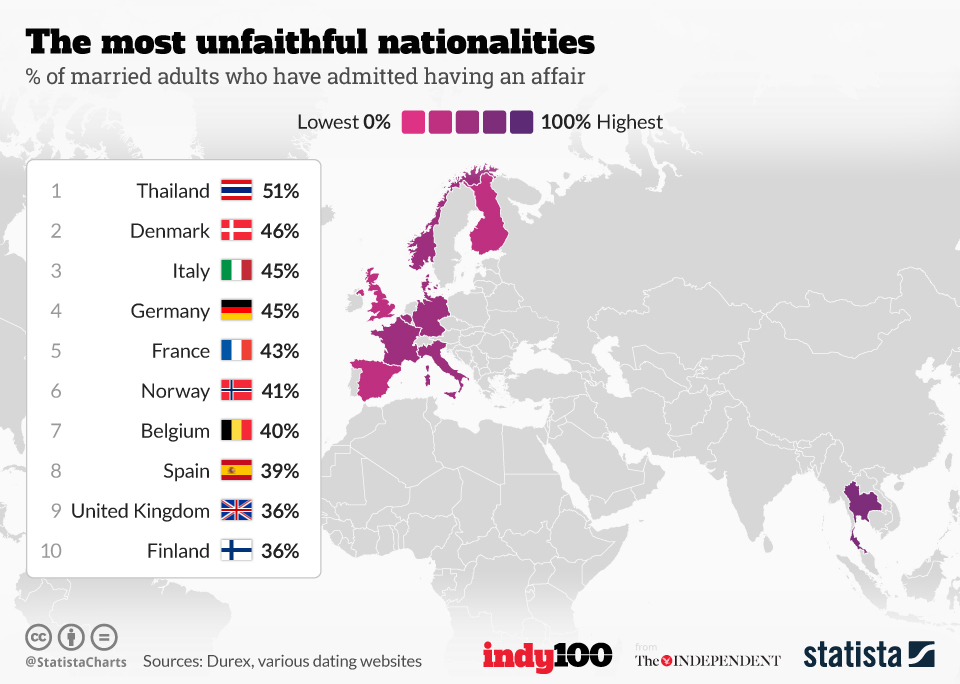 The most unfaithful nationalities
% of married adults who have admitted having an affair
Lowest 0% 100% Highest
1 Thailand 51%
2 Denmark 46%
3 Italy 45%
4 Germany 45%
5 France 43%
6 Norway 41%
7 Belgium 40%
8 Spain 39%
9 United Kingdom 36%
10 Finland 36%
cc
@StatistaCharts
Sources: Durex, various dating websites
indy100
from
The INDEPENDENT
statista